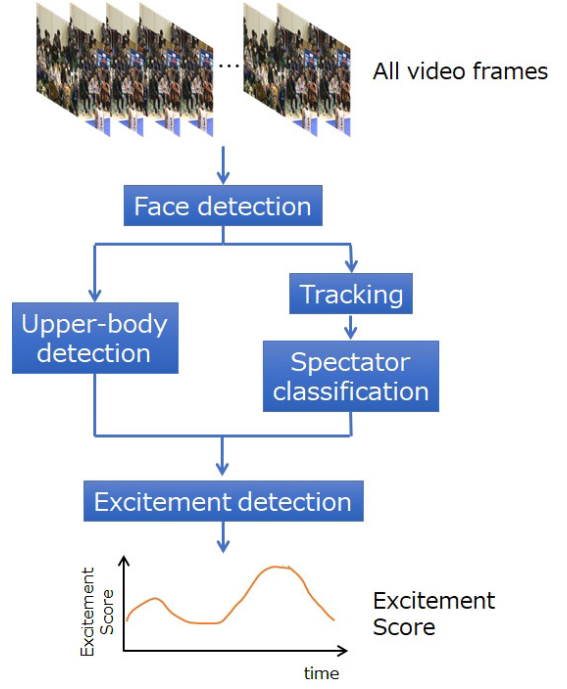 ...
All video frames
Face detection
Tracking
Upper-body
detection
Spectator
classification
Excitement detection
Excitement
Score
Excitement
Score
time